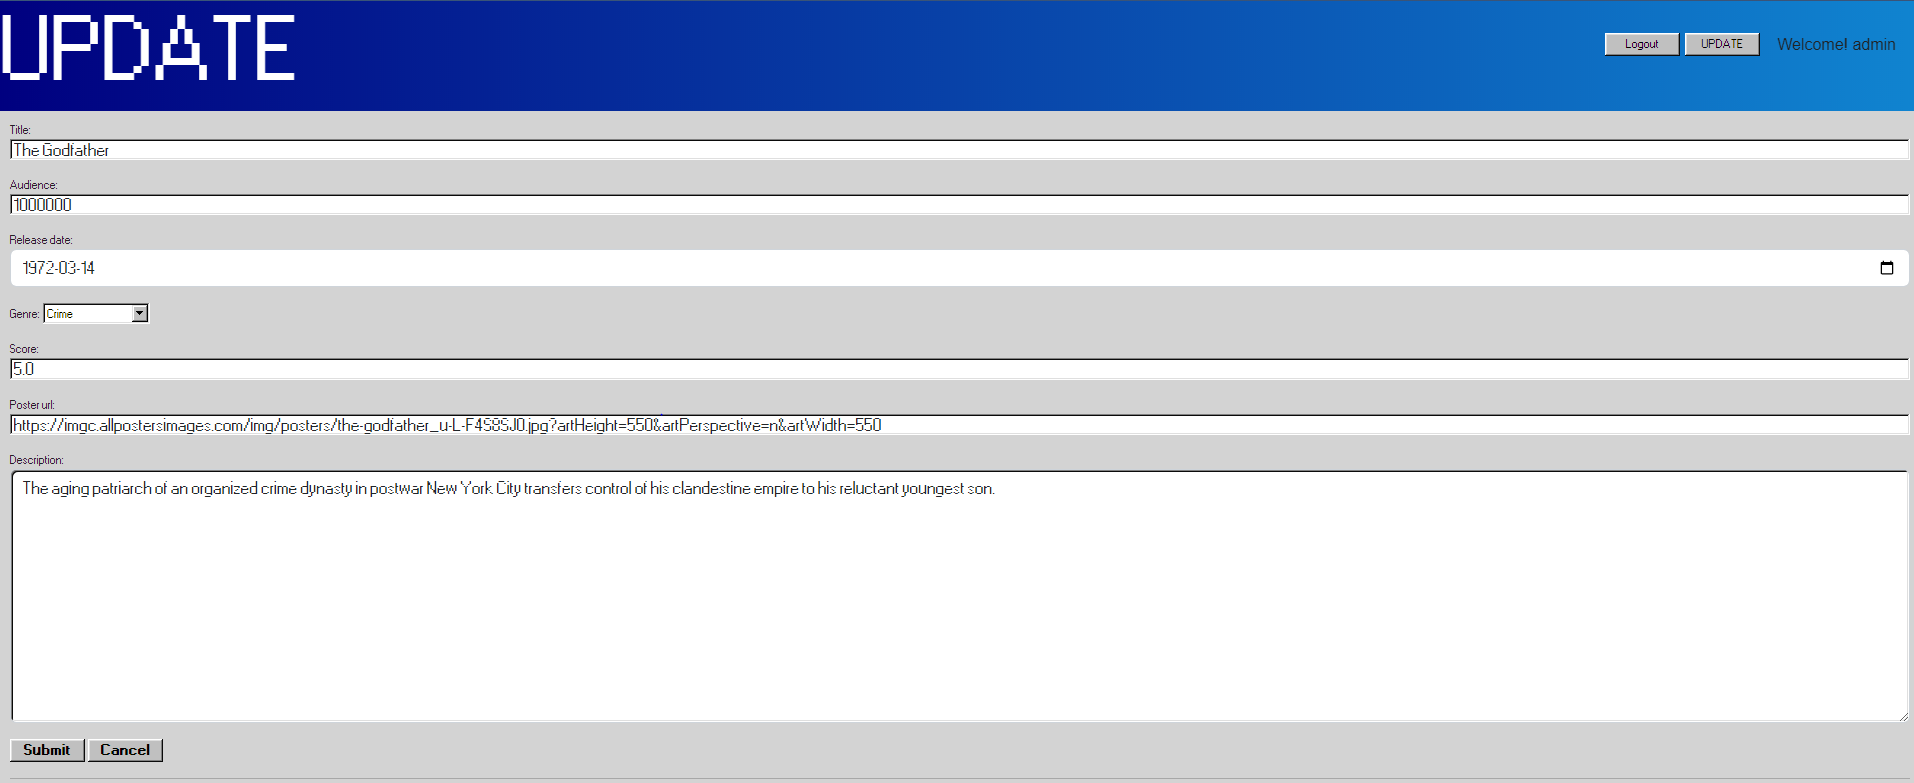 UPDATE
Logout UPDATE Welcome! admin
Title:
The Godfather
Audience:
1000000
Release date:
1972-03-14
Genre: Crime
Score:
5.0
Poster url:
https://imgc.allpostersimages.com/img/posters/the-godfather_u-L-F4S8SJ0.jpg?artHeight=550&artPerspective=n&artWidth=550
Description:
The aging patriarch of an organized crime dynasty in postwar New York City transfers control of his clandestine empire to his reluctant youngest son.
Submit Cancel